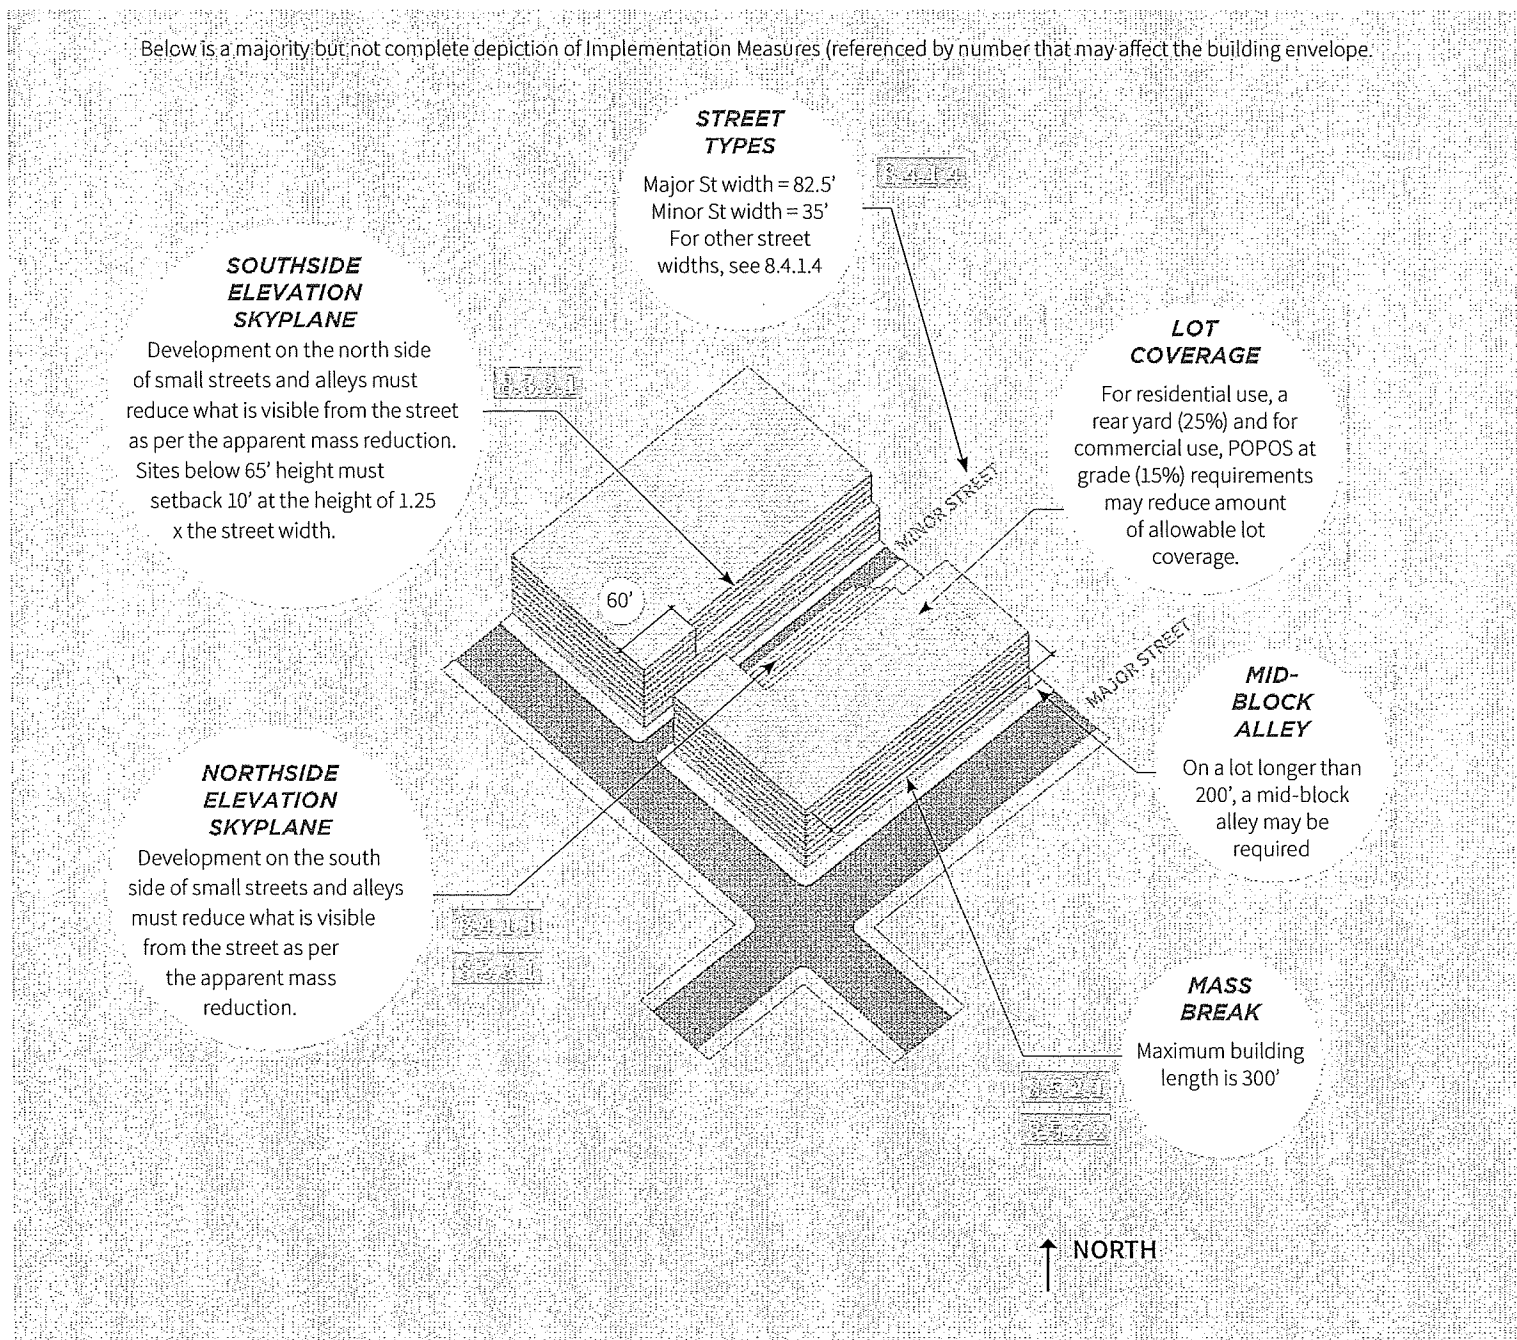 Below is a majority but not complete depiction of Implementation Measures (referenced by number that may affect the building envelope.
STREET
TYPES
Major St width = 82.5'
Minor St width = 35'
For other street
widths, see 8.4.1.4
SOUTHSIDE
ELEVATION
SKYPLANE
Development on the north side
of small streets and alleys must
reduce what is visible from the street
as per the apparent mass reduction.
Sites below 65' height must
setback 10' at the height of 1.25
x the street width.
LOT
COVERAGE
For residential use, a
rear yard (25%) and for
commercial use, POPOS at
grade (15%) requirements
may reduce amount
of allowable lot
coverage.
MINOR STREET
60'
MAJOR STREET
MID-
BLOCK
ALLEY
On a lot longer than
200', a mid-block
alley may be
required
NORTHSIDE
ELEVATION
SKYPLANE
Development on the south
side of small streets and alleys
must reduce what is visible
from the street as per
the apparent mass
reduction.
MASS
BREAK
Maximum building
length is 300'
NORTH